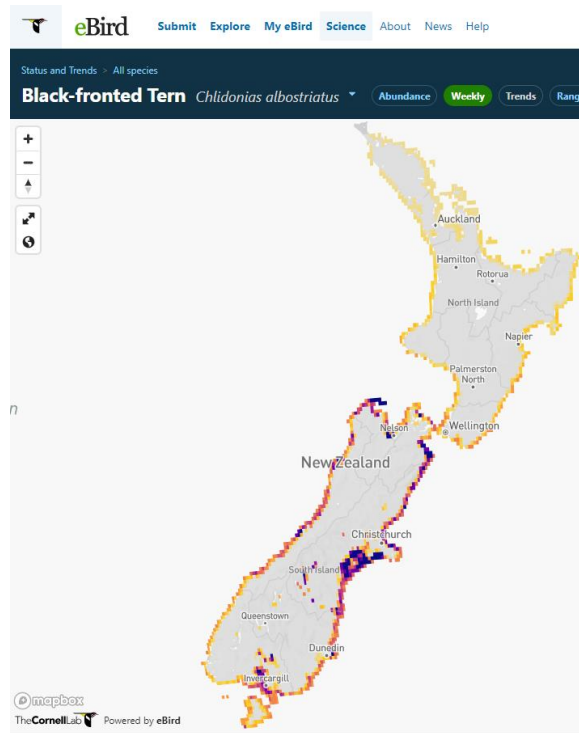 eBird Submit Explore My eBird Science About News Help
Status and Trends > All species
Black-fronted Tern Chlidonias albostriatus Abundance Weekly Trends Rang
Auckland
Hamilton
Rotorua
North Island
Napier
Palmerston
North
n
Nelson
Wellington
New Zealand
Christchurch
South Island
Queenstown
Dunedin
Invercargill
mapbox
TheCornellLab Powered by eBird